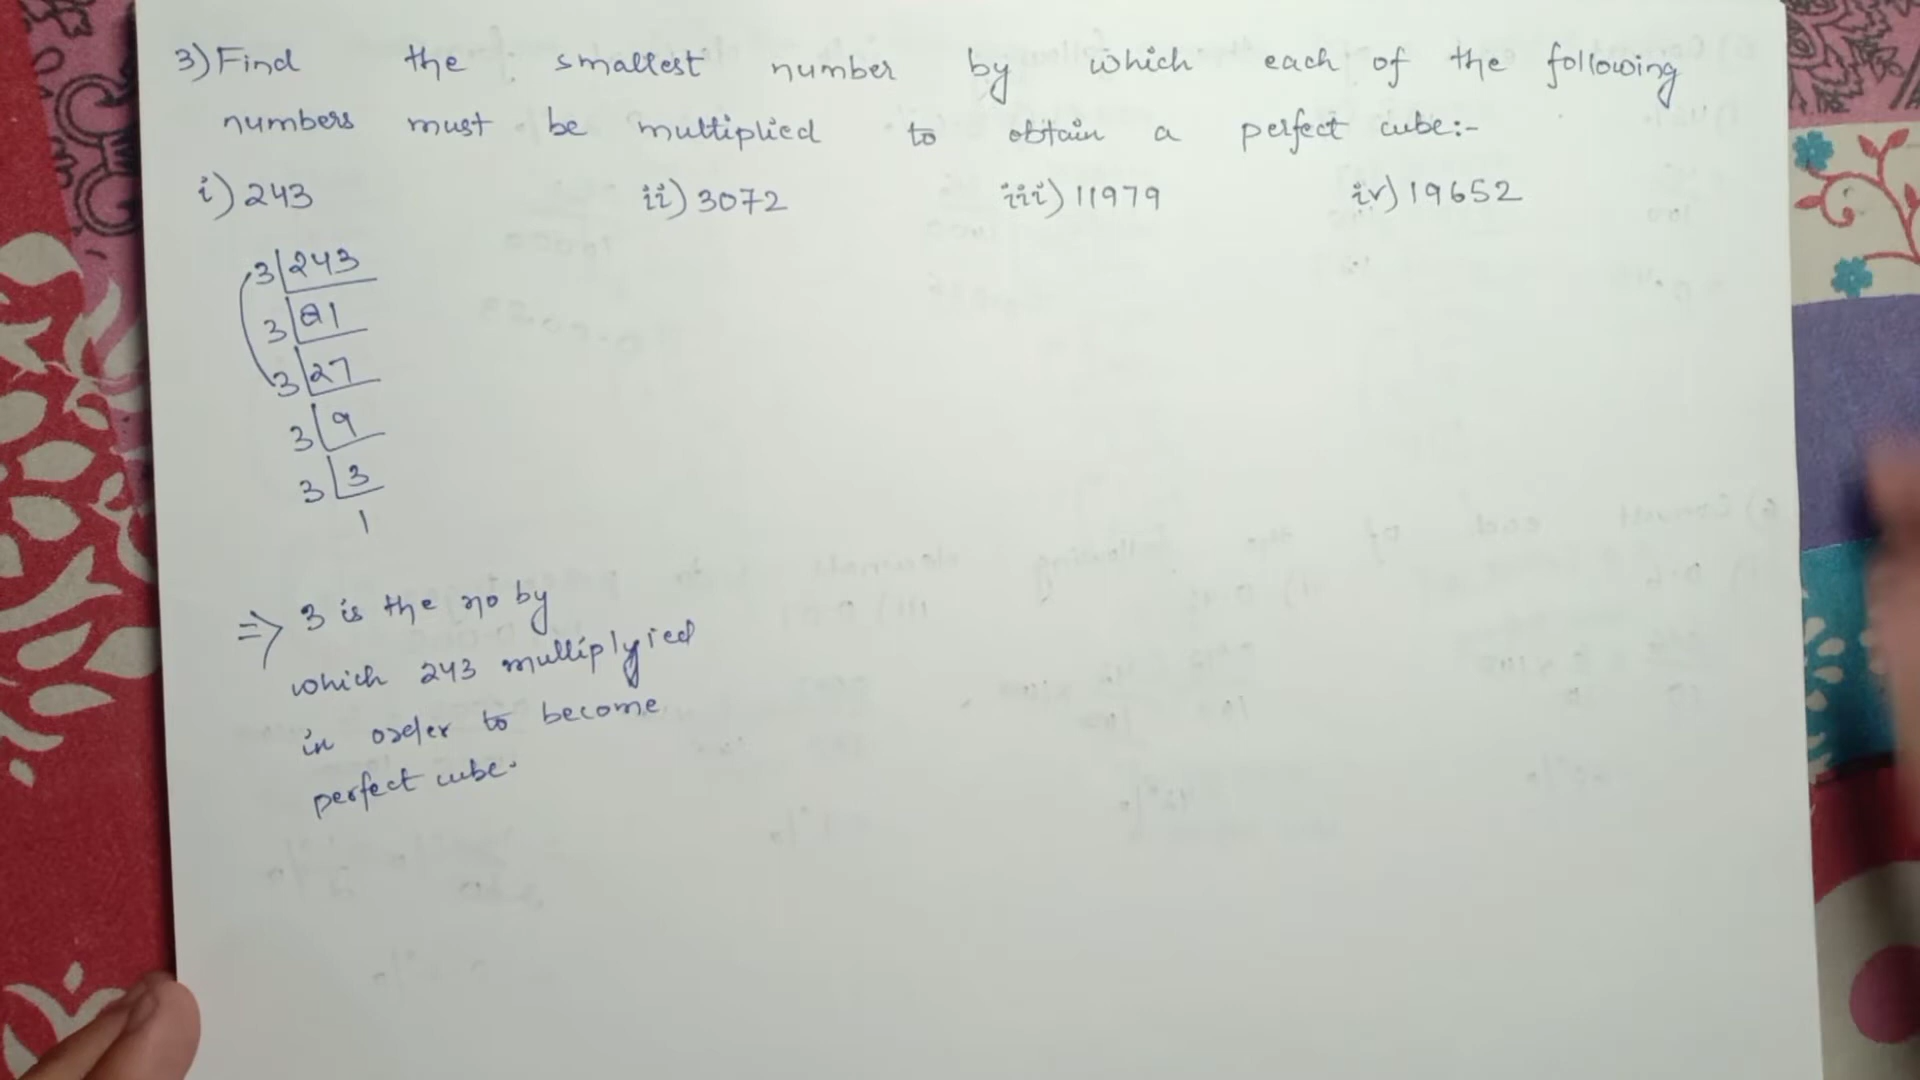 3) Find the smallest number by which each of the following
numbers must be multiplied to obtain a perfect cube:-
i) 243 ii) 3072 iii) 11979 iv) 19652
3 243
3 81
3 27
3 9
3 3
1
⇒ 3 is the no by
which 243 multiplyied
in order to become
perfect cube.